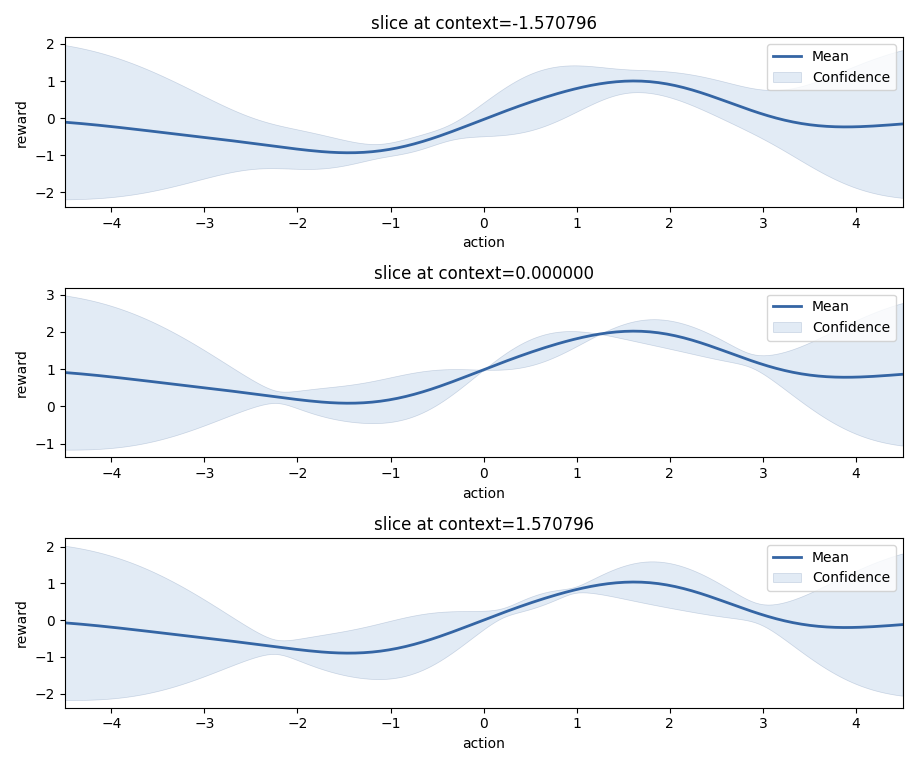 slice at context=-1.570796
reward
2
1
0
−1
−2
Mean
Confidence
−4 −3 −2 −1 0 1 2 3 4
action
slice at context=0.000000
reward
3
2
1
0
−1
Mean
Confidence
−4 −3 −2 −1 0 1 2 3 4
action
slice at context=1.570796
reward
2
1
0
−1
−2
Mean
Confidence
−4 −3 −2 −1 0 1 2 3 4
action